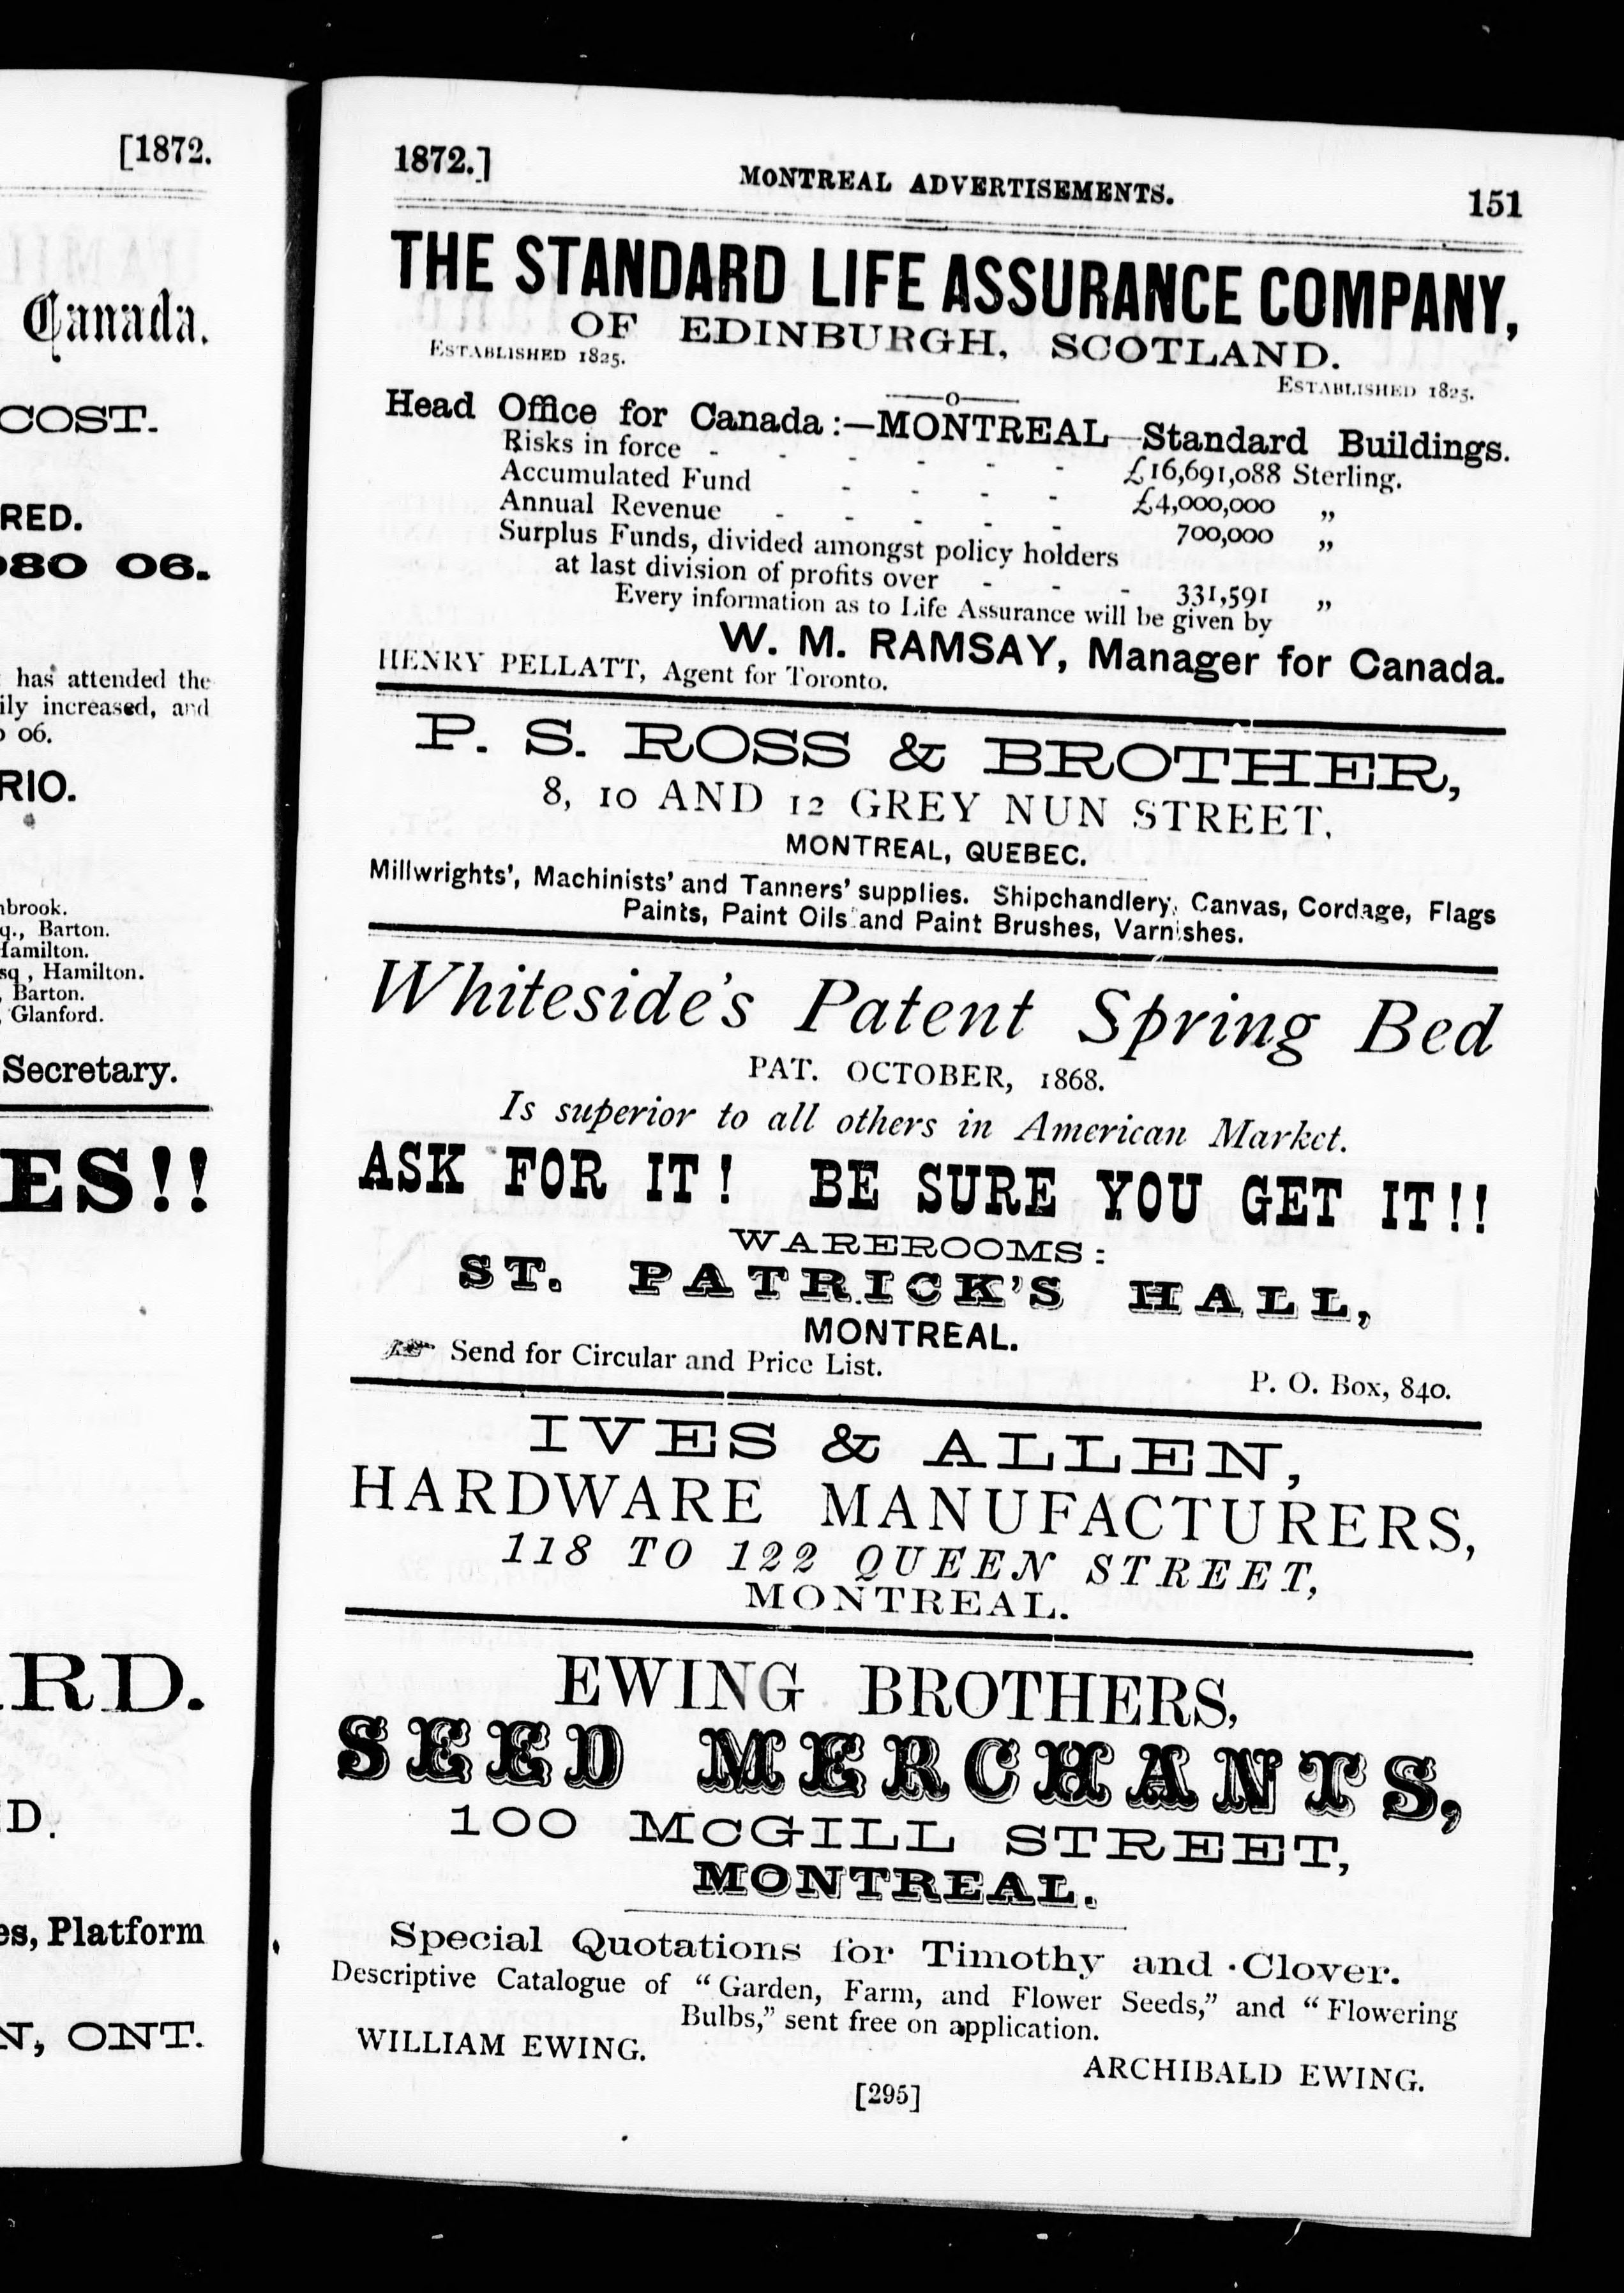 [1872.
Canada.
COST.
RED.
080 06.
has attended the
ily increased, and
06.
RIO.
nbrook.
q., Barton.
Hamilton.
sq, Hamilton.
Barton.
Glanford.
Secretary.
ES!!
RD.
D.
es, Platform
N, ONT.
1872.] MONTREAL ADVERTISEMENTS. 151
THE STANDARD LIFE ASSURANCE COMPANY,
OF EDINBURGH, SCOTLAND.
ESTABLISHED 1825. ESTABLISHED 1825.
Head Office for Canada:—MONTREAL—Standard Buildings.
Risks in force - - - - - - £16,691,088 Sterling.
Accumulated Fund - - - - £4,000,000 „
Annual Revenue - - - - - 700,000 „
Surplus Funds, divided amongst policy holders
at last division of profits over - - - 331,591 „
Every information as to Life Assurance will be given by
W. M. RAMSAY, Manager for Canada.
HENRY PELLATT, Agent for Toronto.
P. S. ROSS & BROTHER,
8, 10 AND 12 GREY NUN STREET,
MONTREAL, QUEBEC.
Millwrights', Machinists' and Tanners' supplies. Shipchandlery, Canvas, Cordage, Flags
Paints, Paint Oils and Paint Brushes, Varnishes.
Whiteside's Patent Spring Bed
PAT. OCTOBER, 1868.
Is superior to all others in American Market.
ASK FOR IT! BE SURE YOU GET IT!!
WAREROOMS:
ST. PATRICK'S HALL,
MONTREAL.
☞ Send for Circular and Price List. P. O. Box, 840.
IVES & ALLEN,
HARDWARE MANUFACTURERS,
118 TO 122 QUEEN STREET,
MONTREAL.
EWING BROTHERS,
SEED MERCHANTS,
100 McGILL STREET,
MONTREAL.
Special Quotations for Timothy and Clover.
Descriptive Catalogue of "Garden, Farm, and Flower Seeds," and "Flowering
Bulbs," sent free on application.
WILLIAM EWING. ARCHIBALD EWING.
[295]